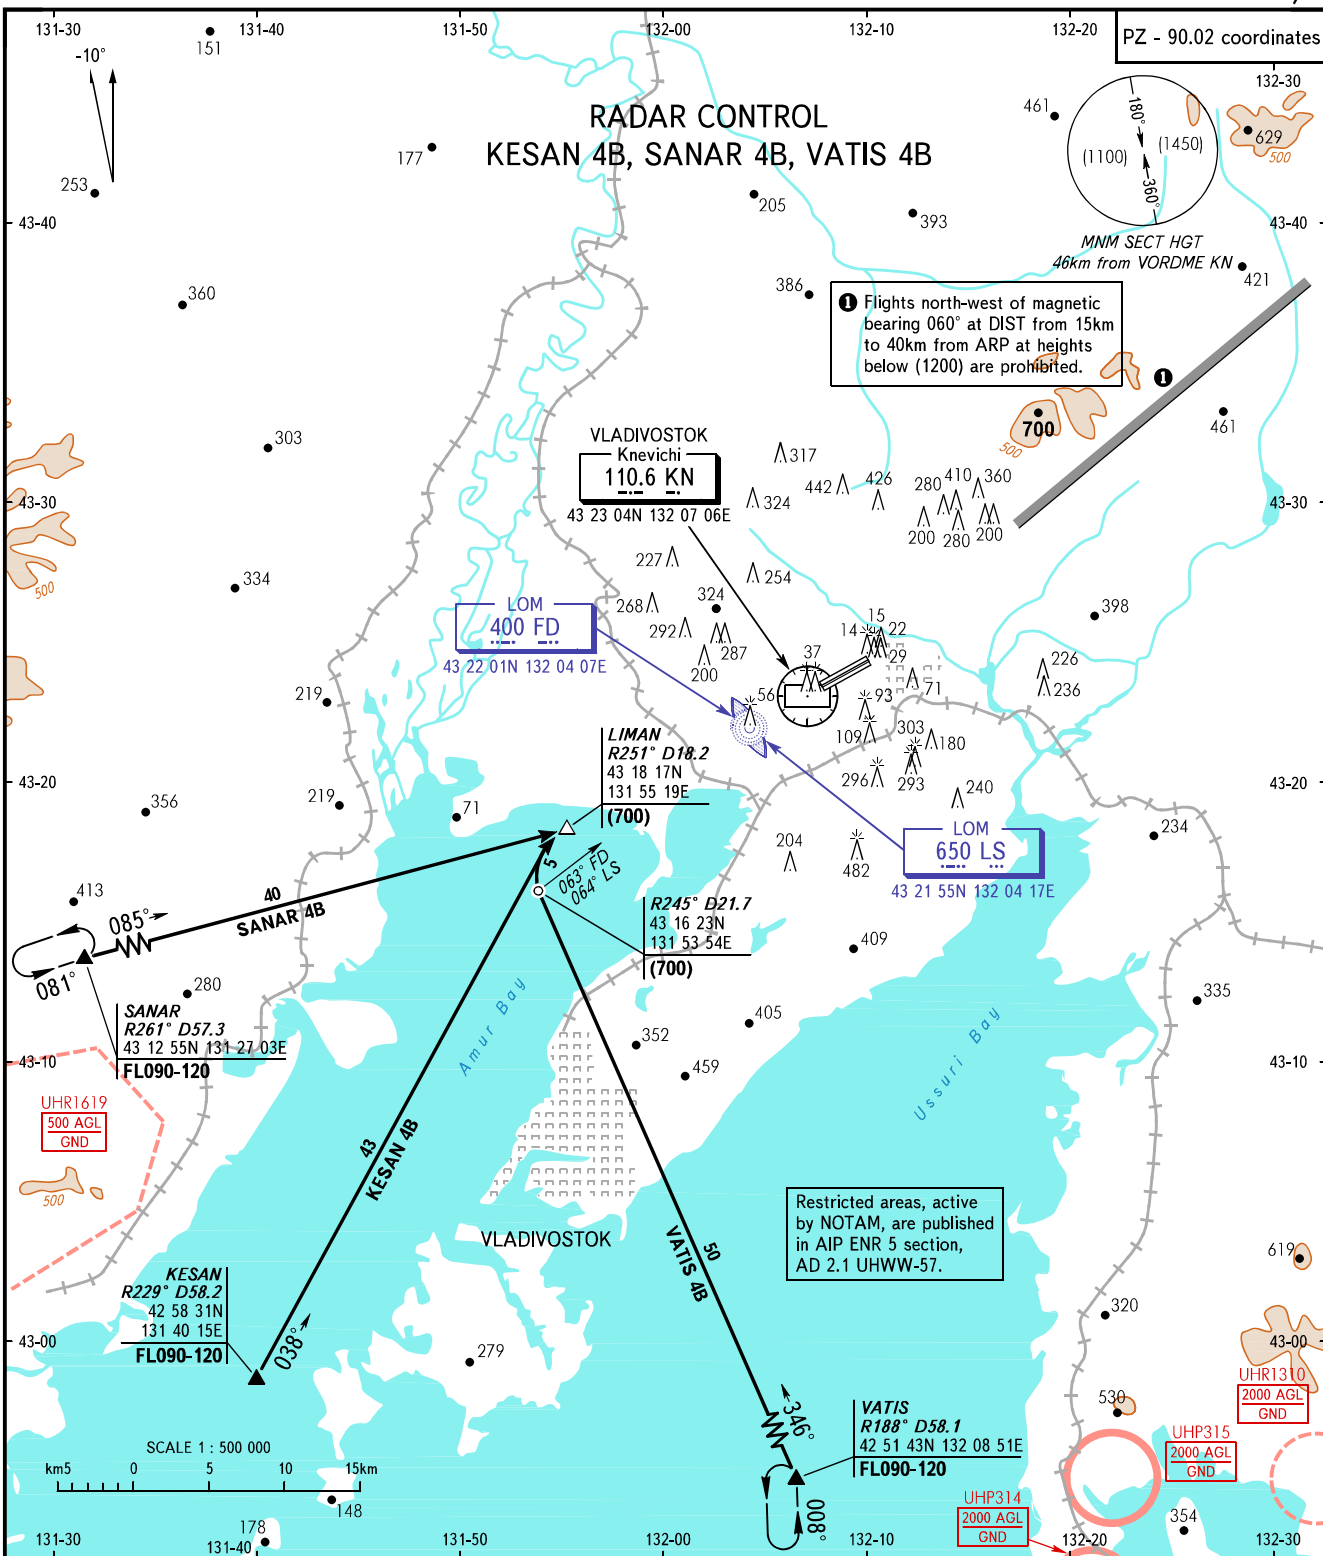 131-30
131-40
131-50
132-00
132-10
132-20
PZ - 90.02 coordinates
132-30
-10°
151
RADAR CONTROL
KESAN 4B, SANAR 4B, VATIS 4B
461
180°
(1100)
(1450)
360°
629
500
MNM SECT HGT
46km from VORDME KN
177
253
205
393
43-40
43-40
421
360
386
1 Flights north-west of magnetic
bearing 060° at DIST from 15km
to 40km from ARP at heights
below (1200) are prohibited.
1
700
500
461
303
VLADIVOSTOK
Knevichi
110.6 KN
43 23 04N 132 07 06E
317
324
442
426
280
410
360
200
280
200
43-30
43-30
500
334
227
254
268
324
292
287
200
398
LOM
400 FD
43 22 01N 132 04 07E
15
14
22
29
37
56
71
93
109
303
180
296
293
240
226
236
219
LIMAN
R251° D18.2
43 18 17N
131 55 19E
(700)
43-20
43-20
356
219
71
234
LOM
650 LS
43 21 55N 132 04 17E
204
482
5
063° FD
064° LS
R245° D21.7
43 16 23N
131 53 54E
(700)
413
40
SANAR 4B
085°
081°
409
280
SANAR
R261° D57.3
43 12 55N 131 27 03E
FL090-120
Amur Bay
Ussuri Bay
405
335
352
459
43-10
43-10
UHR1619
500 AGL
GND
500
43
KESAN 4B
50
VATIS 4B
VLADIVOSTOK
Restricted areas, active
by NOTAM, are published
in AIP ENR 5 section,
AD 2.1 UHWW-57.
619
KESAN
R229° D58.2
42 58 31N
131 40 15E
FL090-120
038°
320
43-00
43-00
279
UHR1310
2000 AGL
GND
530
346°
VATIS
R188° D58.1
42 51 43N 132 08 51E
FL090-120
008°
UHP315
2000 AGL
GND
SCALE 1 : 500 000
km5 0 5 10 15km
148
178
UHP314
2000 AGL
GND
354
131-30
131-40
131-50
132-00
132-10
132-20
132-30